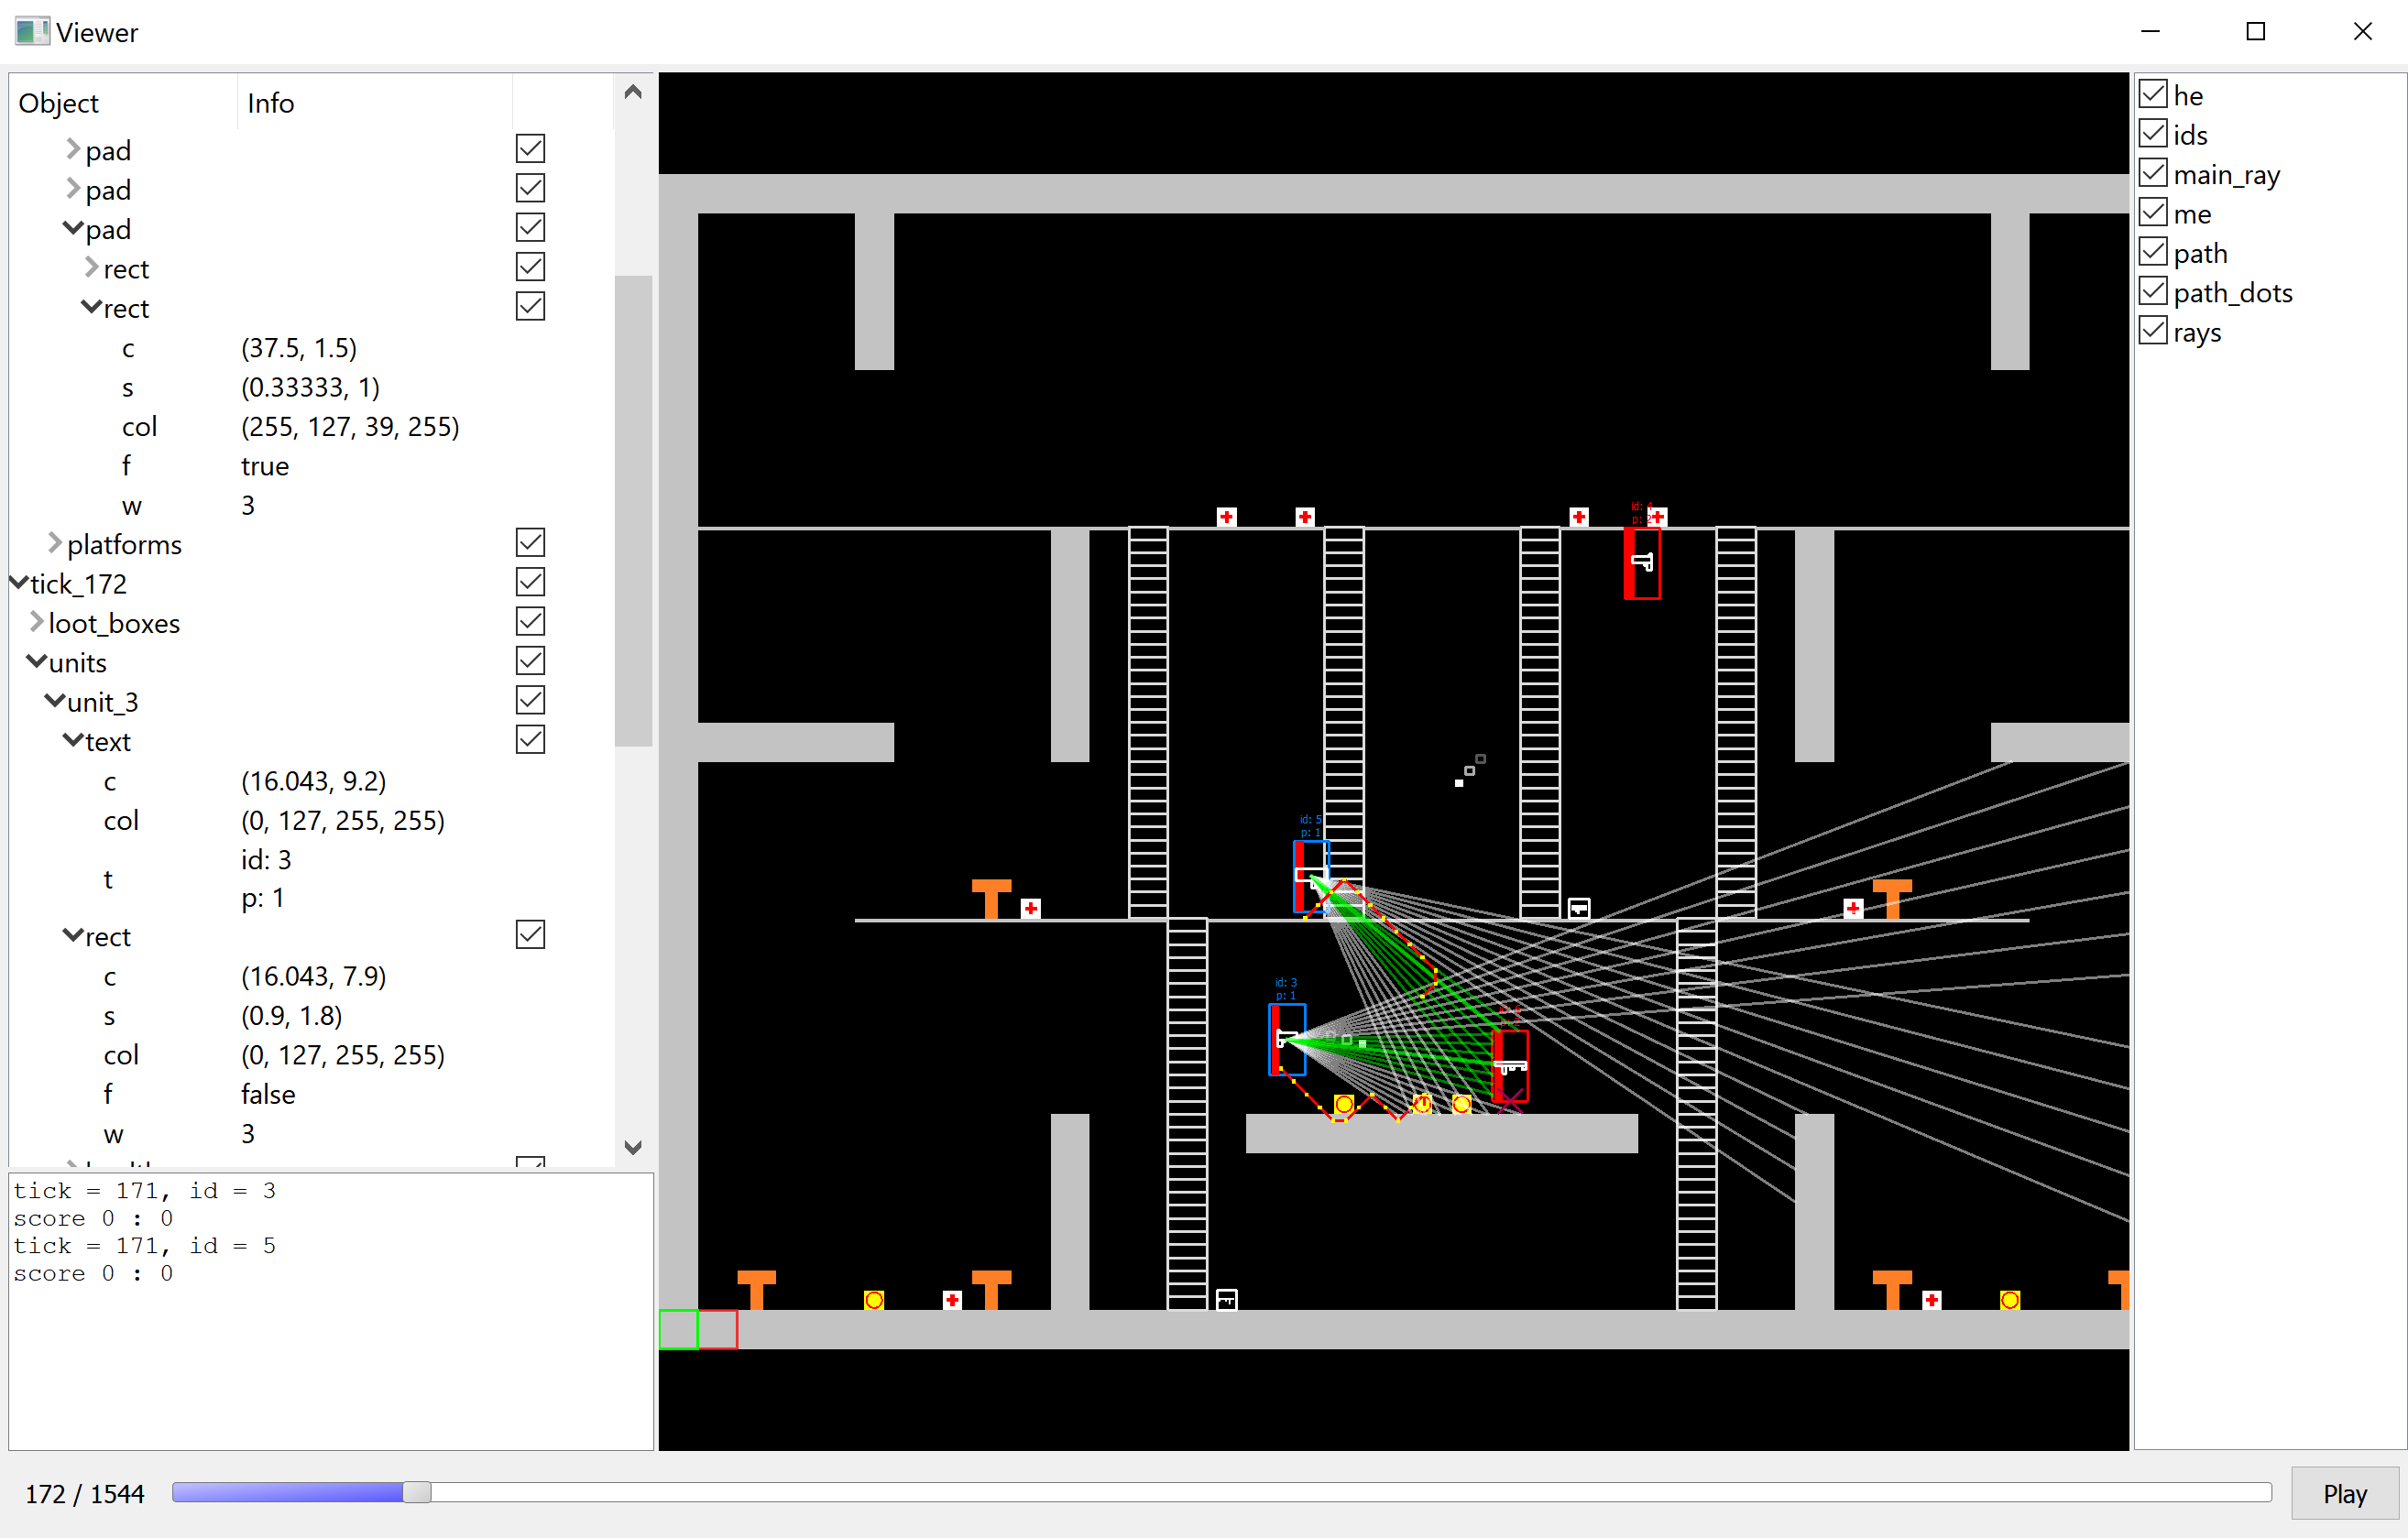 Viewer
Object Info
pad
pad
pad
rect
rect
c (37.5, 1.5)
s (0.33333, 1)
col (255, 127, 39, 255)
f true
w 3
platforms
tick_172
loot_boxes
units
unit_3
text
c (16.043, 9.2)
col (0, 127, 255, 255)
t id: 3
p: 1
rect
c (16.043, 7.9)
s (0.9, 1.8)
col (0, 127, 255, 255)
f false
w 3
tick = 171, id = 3
score 0 : 0
tick = 171, id = 5
score 0 : 0
id: 5
p: 1
id: 3
p: 1
he
ids
main_ray
me
path
path_dots
rays
172 / 1544
Play